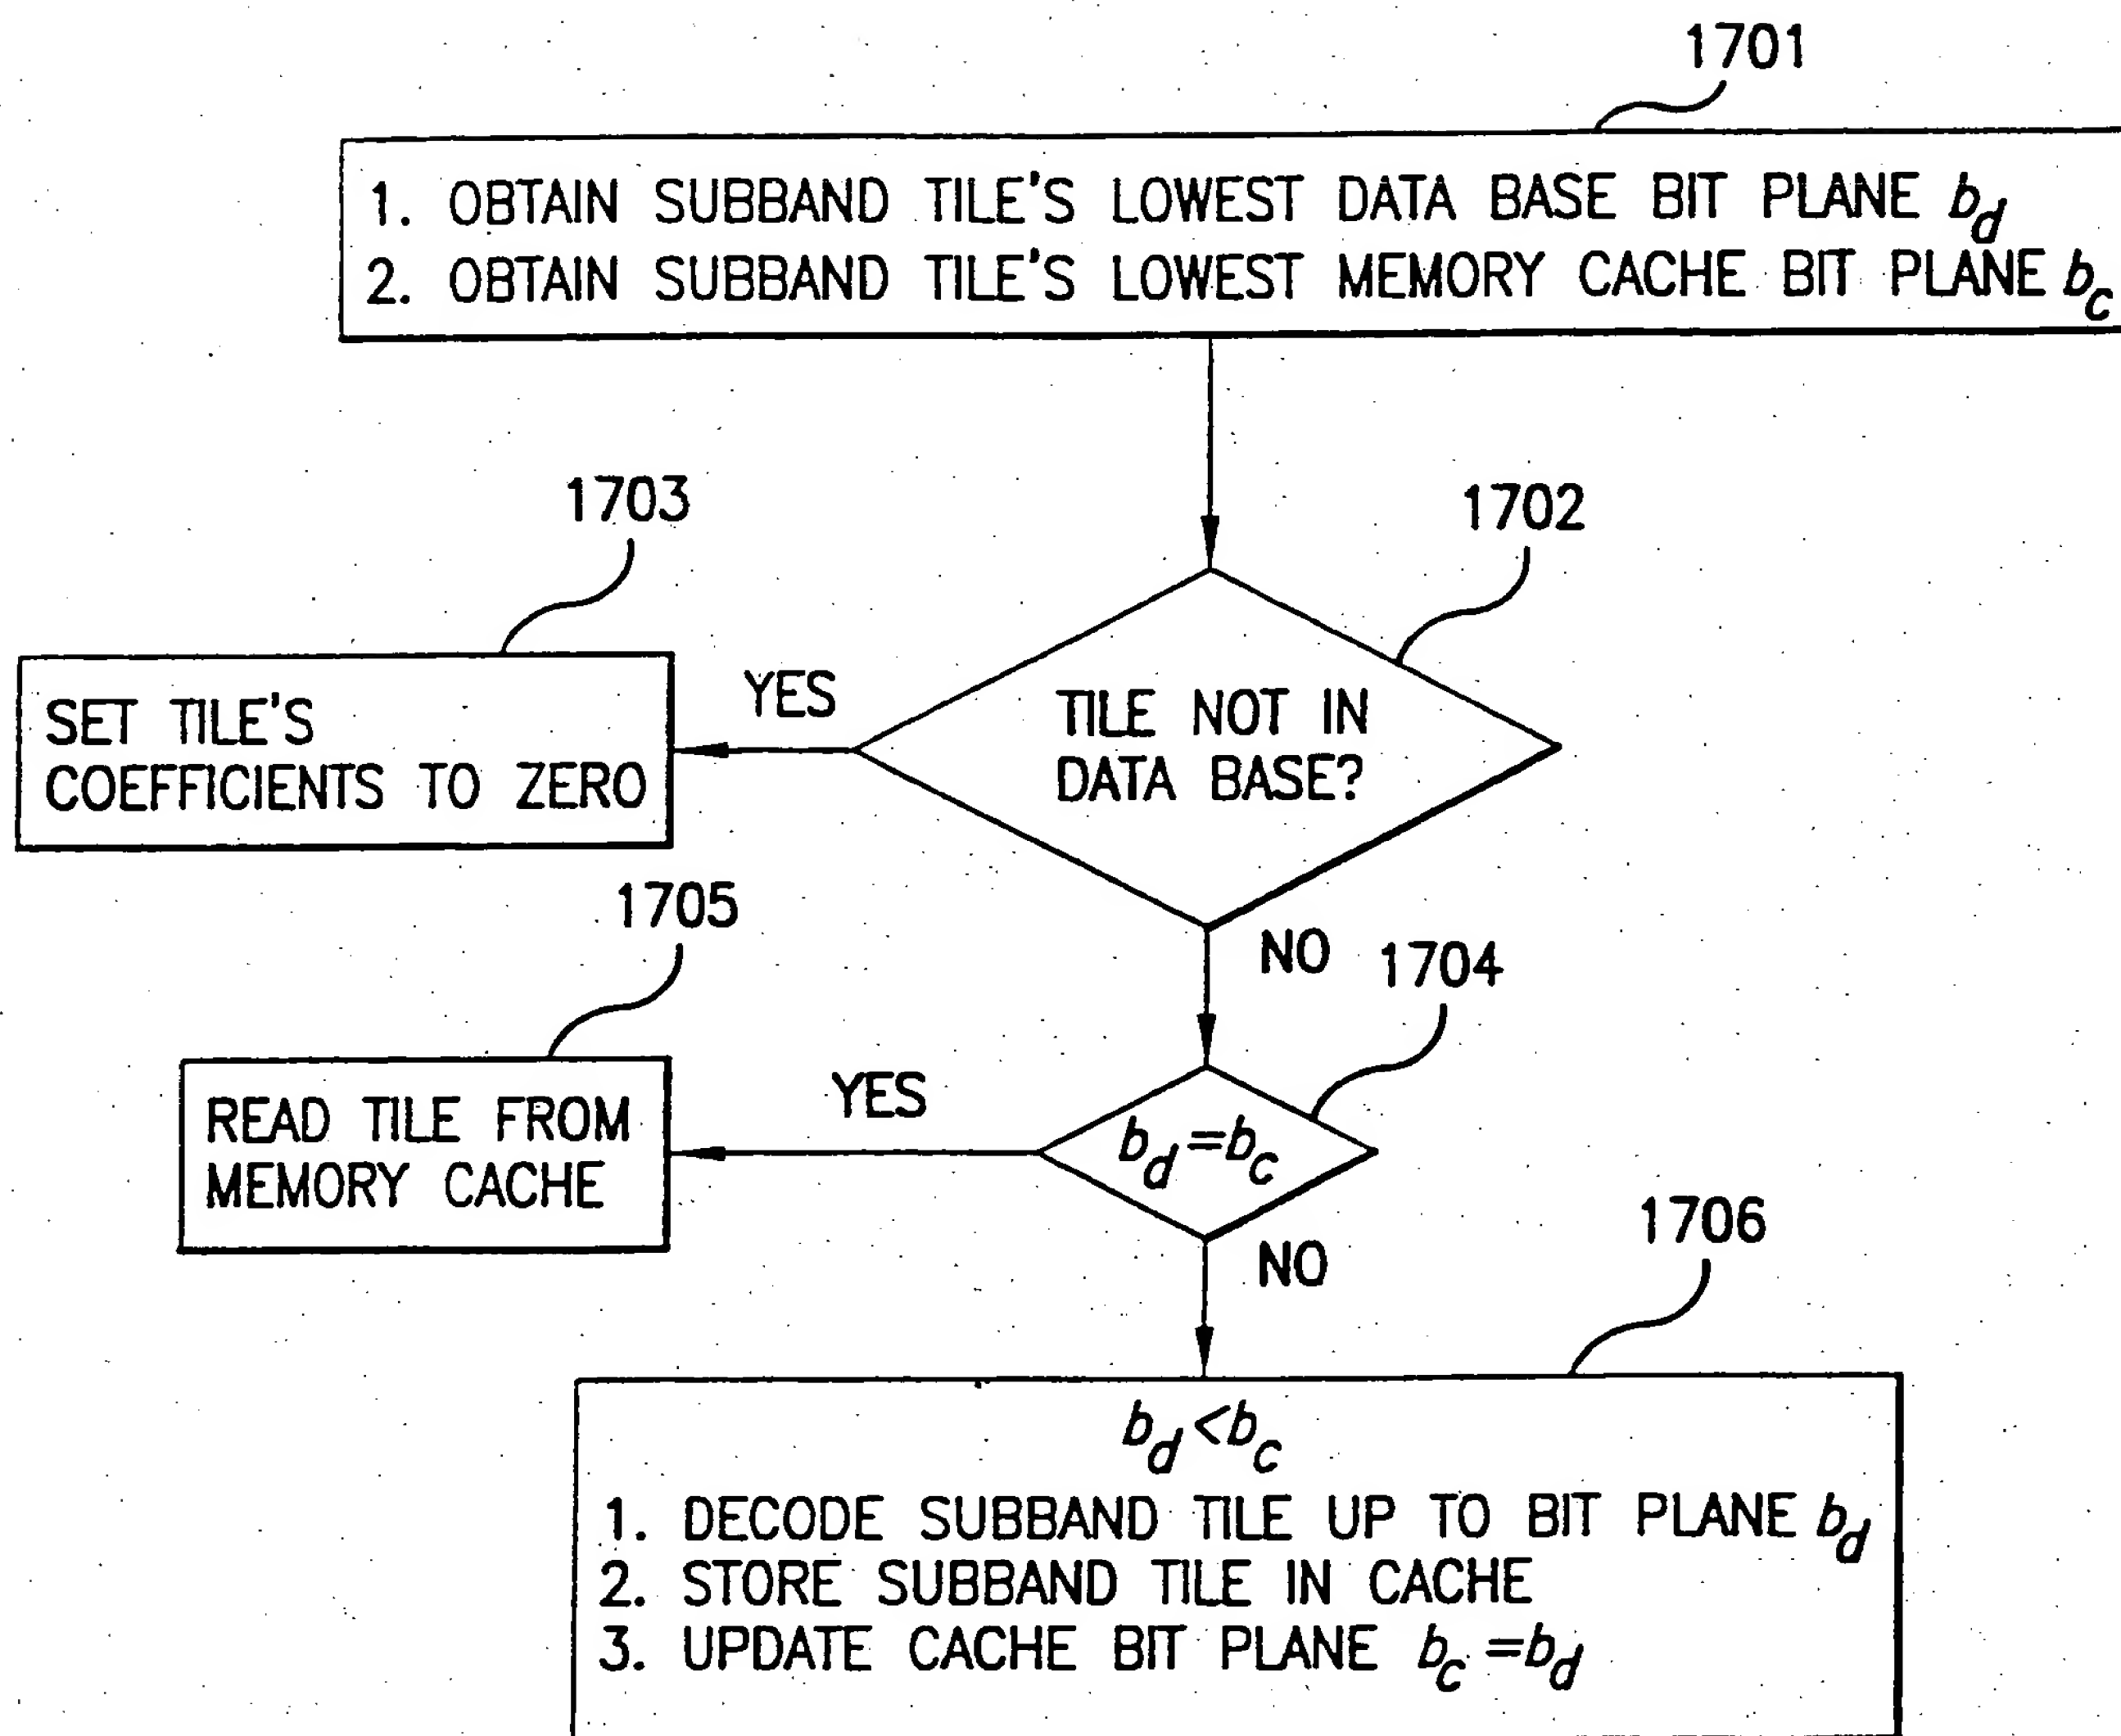 1701
1. OBTAIN SUBBAND TILE'S LOWEST DATA BASE BIT PLANE b_d
2. OBTAIN SUBBAND TILE'S LOWEST MEMORY CACHE BIT PLANE b_c
1703
1702
SET TILE'S
COEFFICIENTS TO ZERO
YES
TILE NOT IN
DATA BASE?
1705
NO
1704
READ TILE FROM
MEMORY CACHE
YES
b_d=b_c
1706
NO
b_d<b_c
1. DECODE SUBBAND TILE UP TO BIT PLANE b_d
2. STORE SUBBAND TILE IN CACHE
3. UPDATE CACHE BIT PLANE b_c=b_d